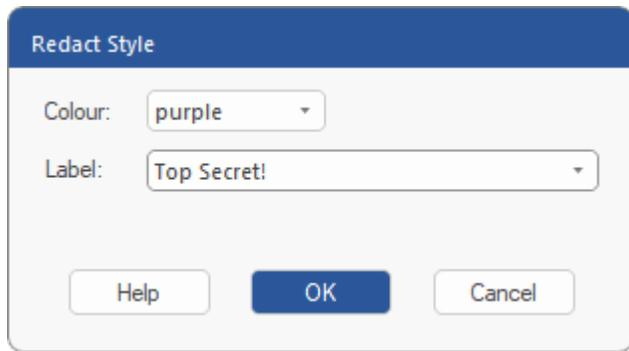 Redact Style
Colour: purple
Label: Top Secret!
Help OK Cancel